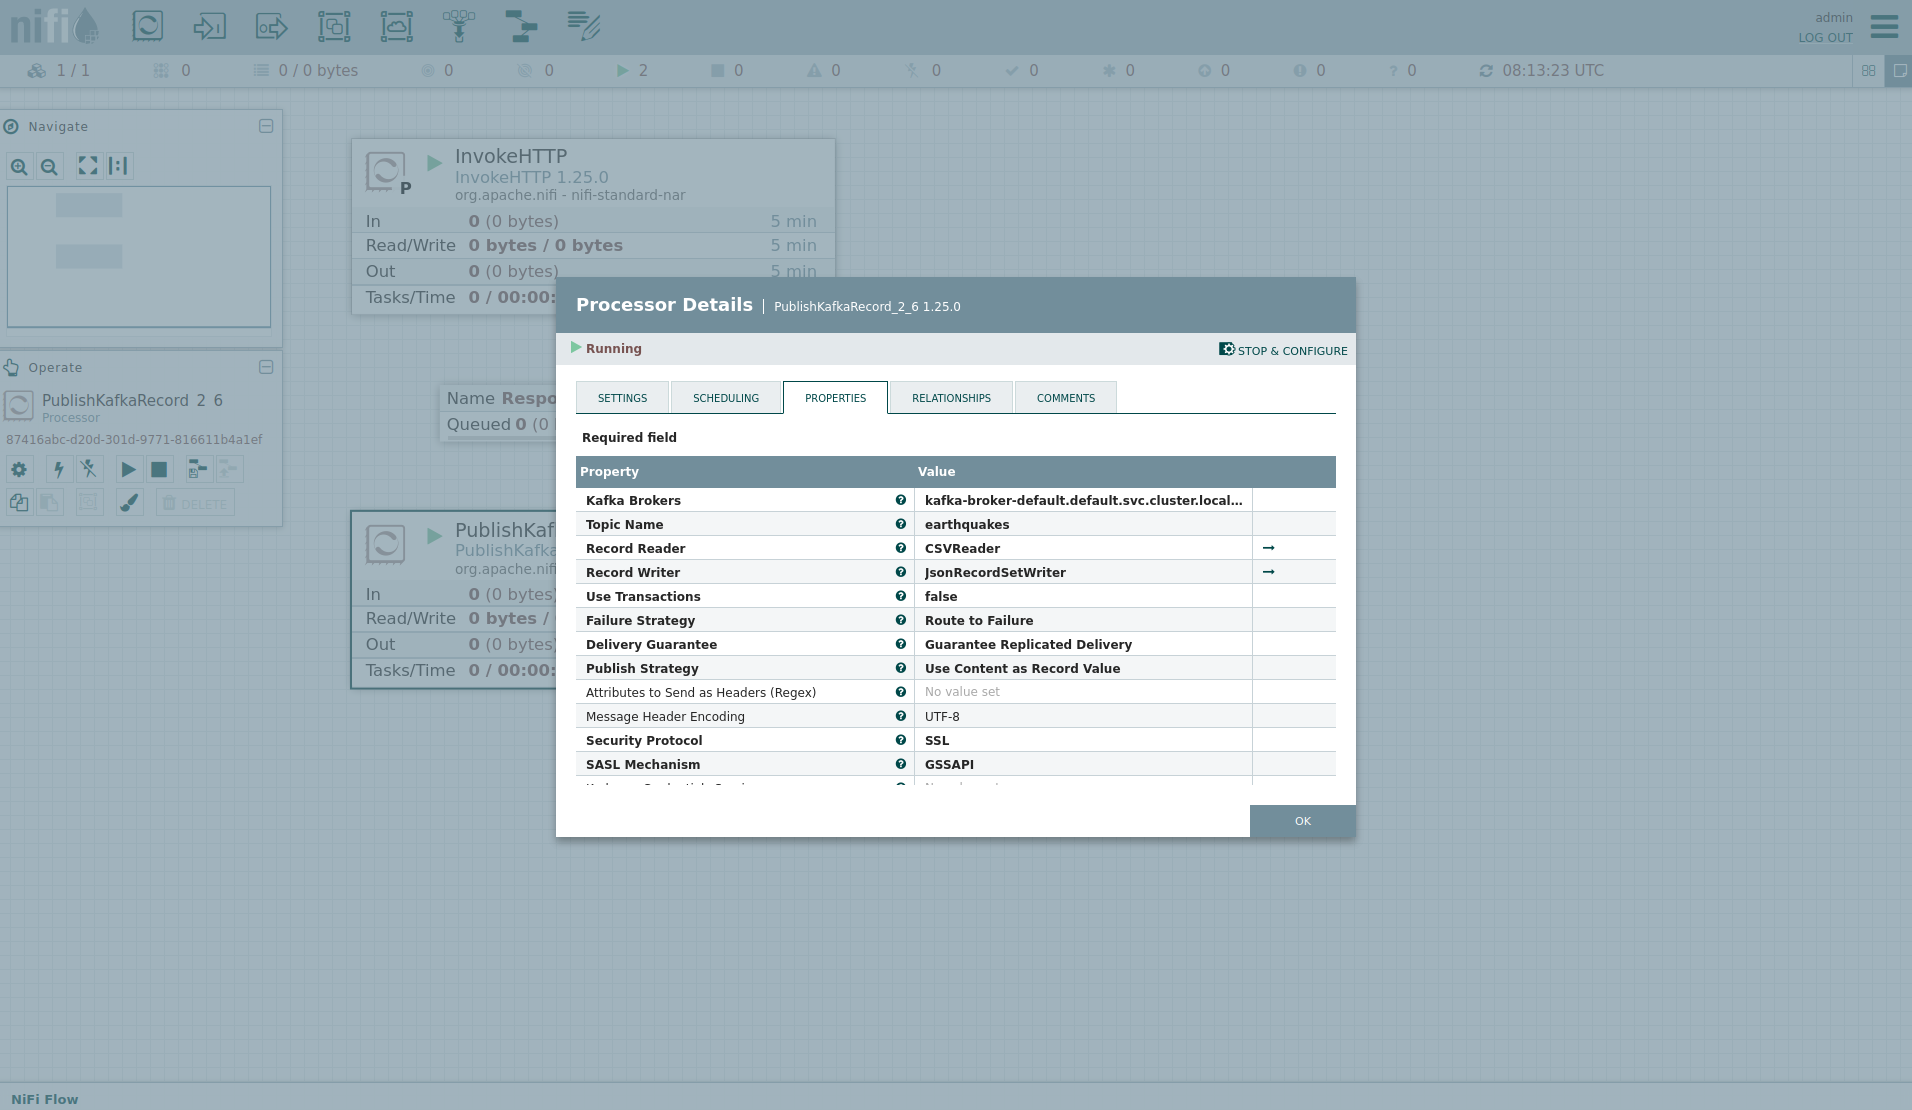 nifi
admin
LOG OUT
1 / 1 0 0 / 0 bytes 0 0 2 0 0 0 0 0 0 0 0 08:13:23 UTC
Navigate
InvokeHTTP
InvokeHTTP 1.25.0
org.apache.nifi - nifi-standard-nar
P
In 0 (0 bytes) 5 min
Read/Write 0 bytes / 0 bytes 5 min
Out 0 (0 bytes) 5 min
Tasks/Time 0 / 00:00:
Operate
PublishKafkaRecord_2_6
Processor
87416abc-d20d-301d-9771-816611b4a1ef
DELETE
Name Respo
Queued 0 (0
PublishKaf
PublishKafka
org.apache.nifi
In 0 (0 bytes)
Read/Write 0 bytes /
Out 0 (0 bytes)
Tasks/Time 0 / 00:00:
Processor Details | PublishKafkaRecord_2_6 1.25.0
Running
STOP & CONFIGURE
SETTINGS SCHEDULING PROPERTIES RELATIONSHIPS COMMENTS
Required field
Property Value
Kafka Brokers kafka-broker-default.default.svc.cluster.local...
Topic Name earthquakes
Record Reader CSVReader
Record Writer JsonRecordSetWriter
Use Transactions false
Failure Strategy Route to Failure
Delivery Guarantee Guarantee Replicated Delivery
Publish Strategy Use Content as Record Value
Attributes to Send as Headers (Regex) No value set
Message Header Encoding UTF-8
Security Protocol SSL
SASL Mechanism GSSAPI
OK
NiFi Flow